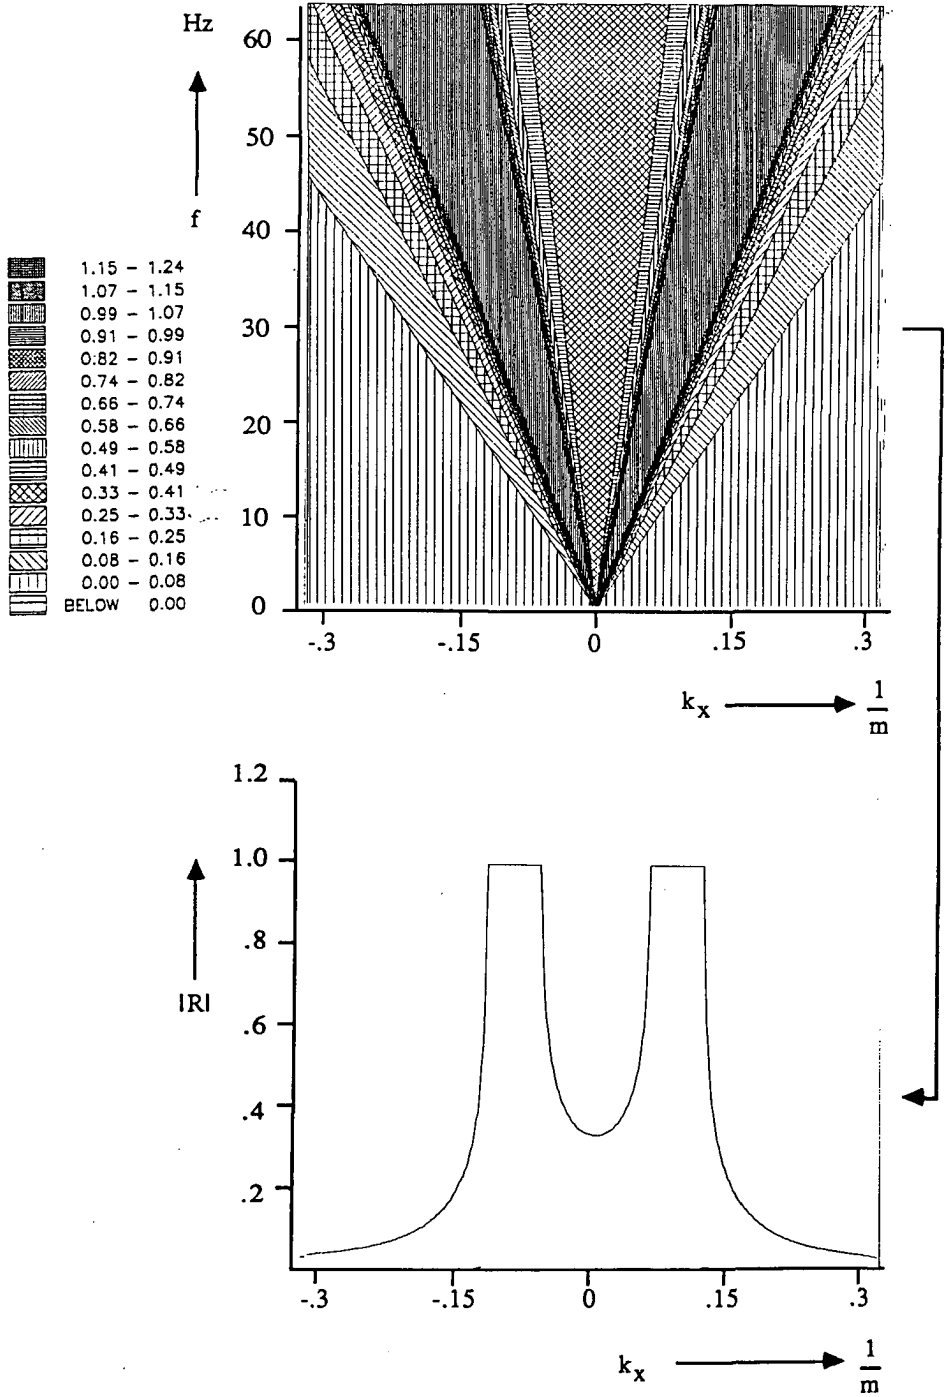 Hz
60
50
f
40
30
20
10
0
1.15 - 1.24
1.07 - 1.15
0.99 - 1.07
0.91 - 0.99
0.82 - 0.91
0.74 - 0.82
0.66 - 0.74
0.58 - 0.66
0.49 - 0.58
0.41 - 0.49
0.33 - 0.41
0.25 - 0.33
0.16 - 0.25
0.08 - 0.16
0.00 - 0.08
BELOW 0.00
-.3 -.15 0 .15 .3
kx 1/m
1.2
1.0
.8
|R|
.6
.4
.2
-.3 -.15 0 .15 .3
kx 1/m